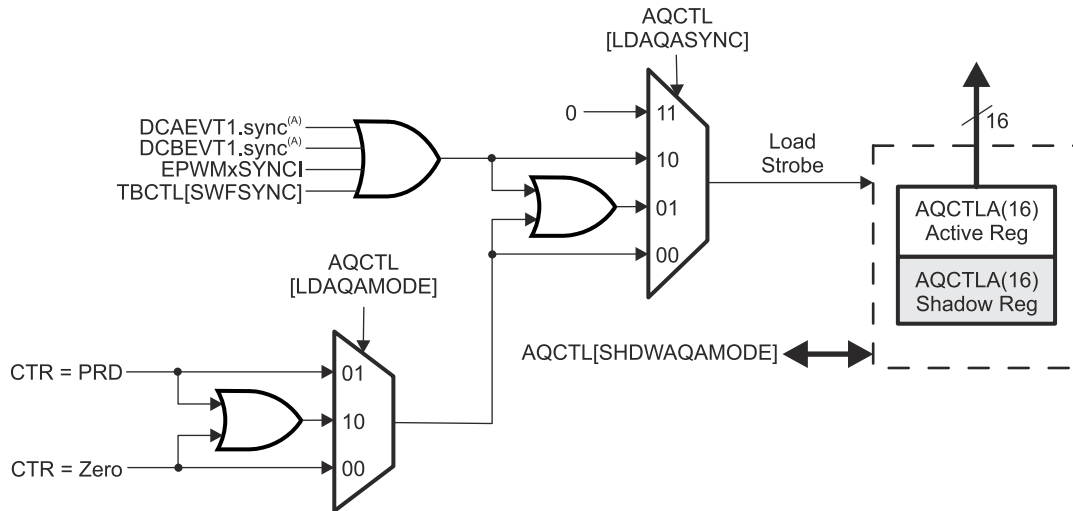 AQCTL
[LDAQASYNC]
0
11
16
DCAEVT1.sync(A)
DCBEVT1.sync(A)
EPWMxSYNCI
TBCTL[SWFSYNC]
10
Load
Strobe
01
AQCTLA(16)
Active Reg
00
AQCTL
[LDAQAMODE]
AQCTLA(16)
Shadow Reg
AQCTL[SHDWAQAMODE]
CTR = PRD
01
10
CTR = Zero
00